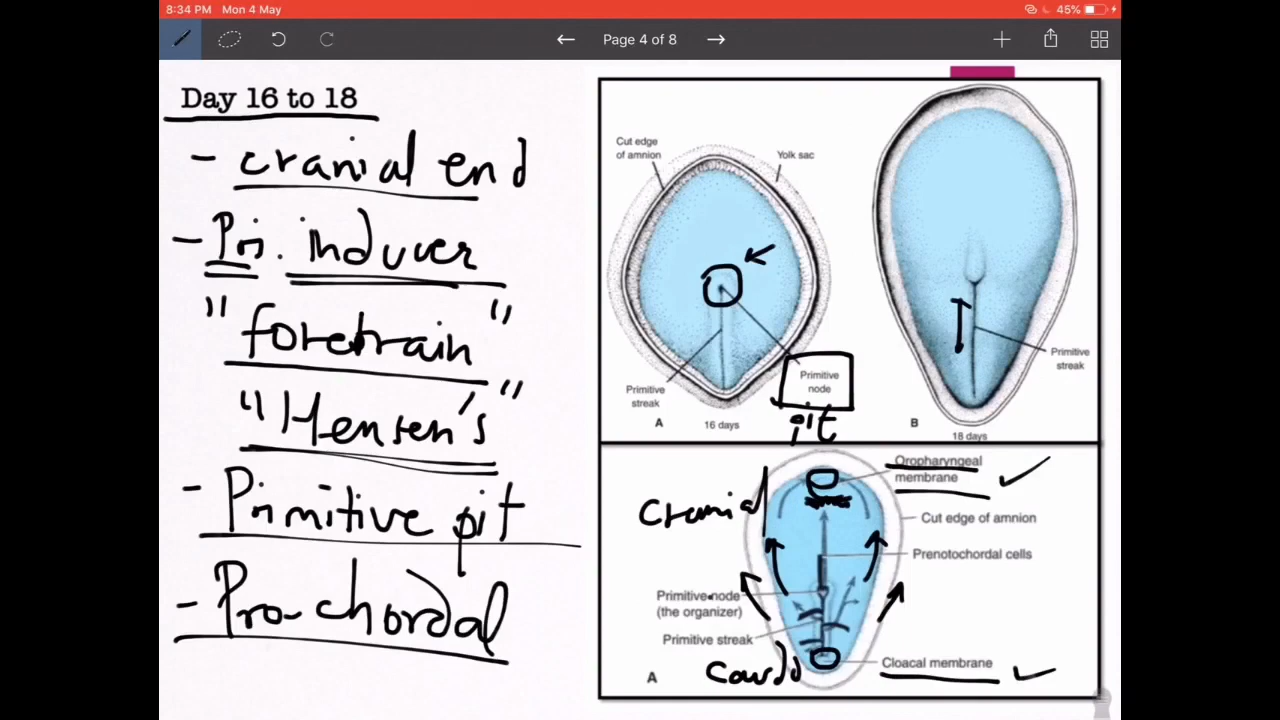 8:34 PM Mon 4 May
45%
Page 4 of 8
Day 16 to 18
- cranial end
- Pri. inducer
"forebrain"
"Hensen's"
- Primitive pit
- Pro-chordal
Cut edge
of amnion
Yolk sac
Primitive
streak
Primitive
node
pit
A
16 days
Primitive
streak
B
18 days
Oropharyngeal
membrane
Cranial
Cut edge of amnion
Prenotochordal cells
Primitive node
(the organizer)
Primitive streak
Cloacal membrane
A